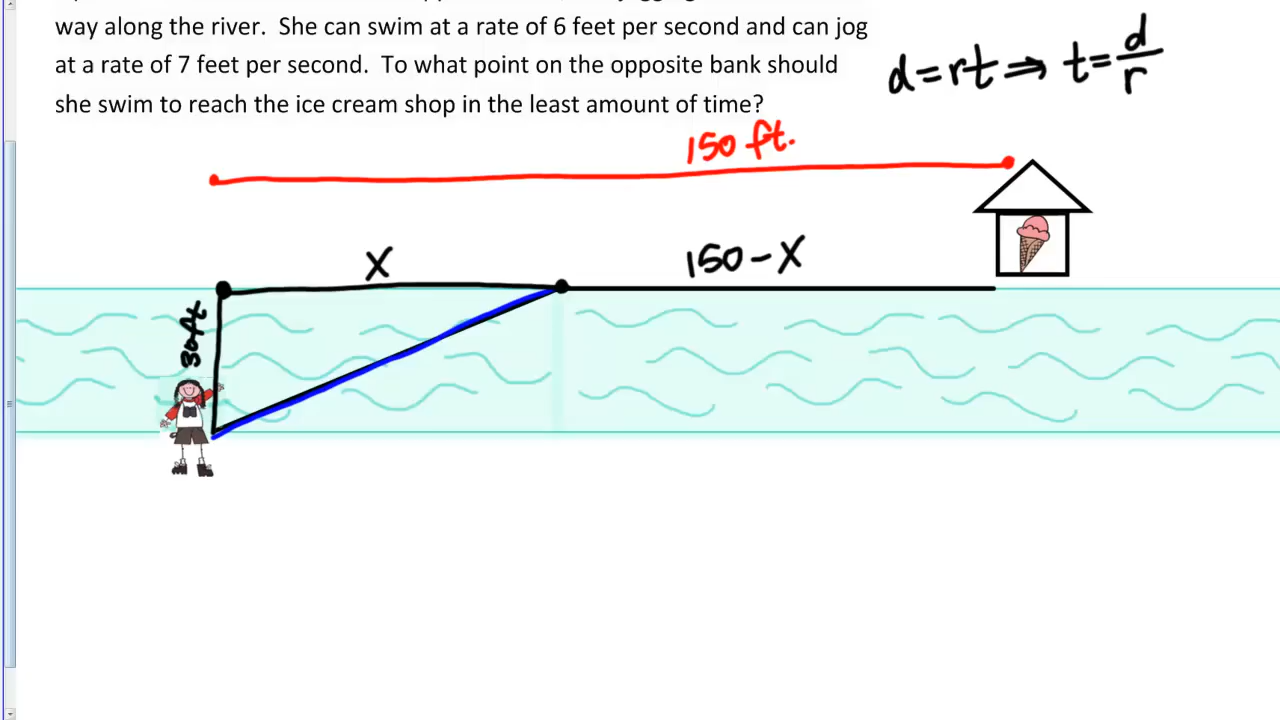 way along the river. She can swim at a rate of 6 feet per second and can jog
at a rate of 7 feet per second. To what point on the opposite bank should
she swim to reach the ice cream shop in the least amount of time?
d=rt⇒ t=d/r
150 ft.
X
150-X
30ft